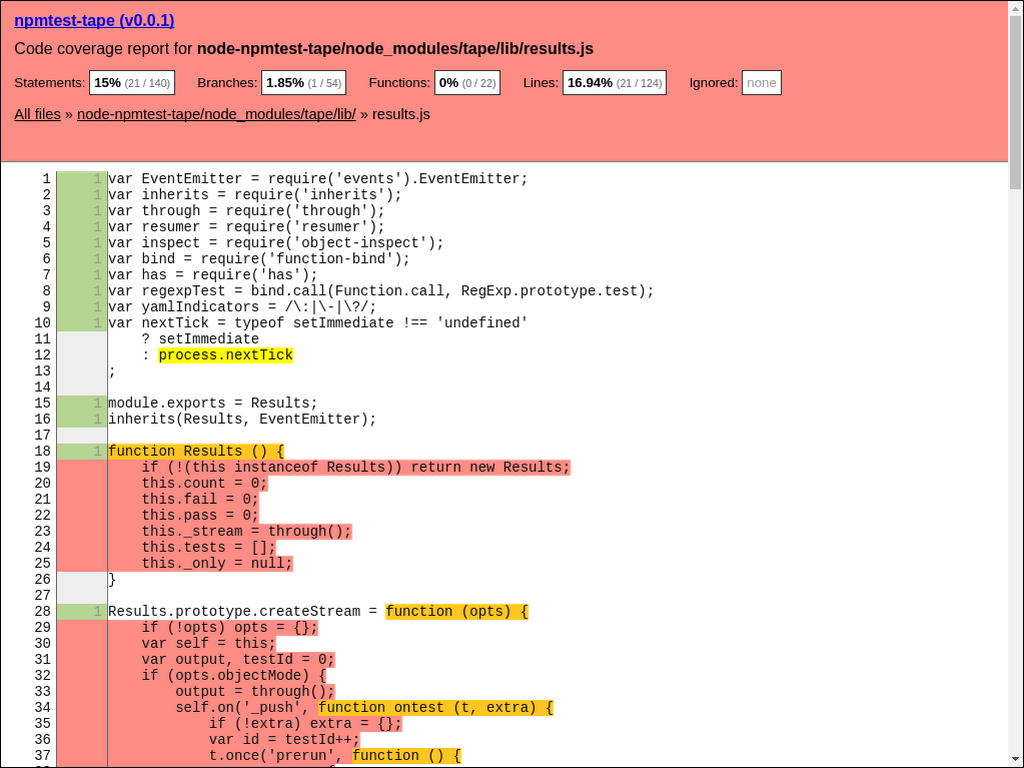 npmtest-tape (v0.0.1)
Code coverage report for node-npmtest-tape/node_modules/tape/lib/results.js
Statements: 15% (21 / 140) Branches: 1.85% (1 / 54) Functions: 0% (0 / 22) Lines: 16.94% (21 / 124) Ignored: none
All files » node-npmtest-tape/node_modules/tape/lib/ » results.js
1 1 var EventEmitter = require('events').EventEmitter;
2 1 var inherits = require('inherits');
3 1 var through = require('through');
4 1 var resumer = require('resumer');
5 1 var inspect = require('object-inspect');
6 1 var bind = require('function-bind');
7 1 var has = require('has');
8 1 var regexpTest = bind.call(Function.call, RegExp.prototype.test);
9 1 var yamlIndicators = /\:|\-|\?/;
10 1 var nextTick = typeof setImmediate !== 'undefined'
11     ? setImmediate
12     : process.nextTick
13 ;
14
15 1 module.exports = Results;
16 1 inherits(Results, EventEmitter);
17
18 1 function Results () {
19     if (!(this instanceof Results)) return new Results;
20     this.count = 0;
21     this.fail = 0;
22     this.pass = 0;
23     this._stream = through();
24     this.tests = [];
25     this._only = null;
26 }
27
28 1 Results.prototype.createStream = function (opts) {
29     if (!opts) opts = {};
30     var self = this;
31     var output, testId = 0;
32     if (opts.objectMode) {
33         output = through();
34         self.on('_push', function ontest (t, extra) {
35             if (!extra) extra = {};
36             var id = testId++;
37             t.once('prerun', function () {